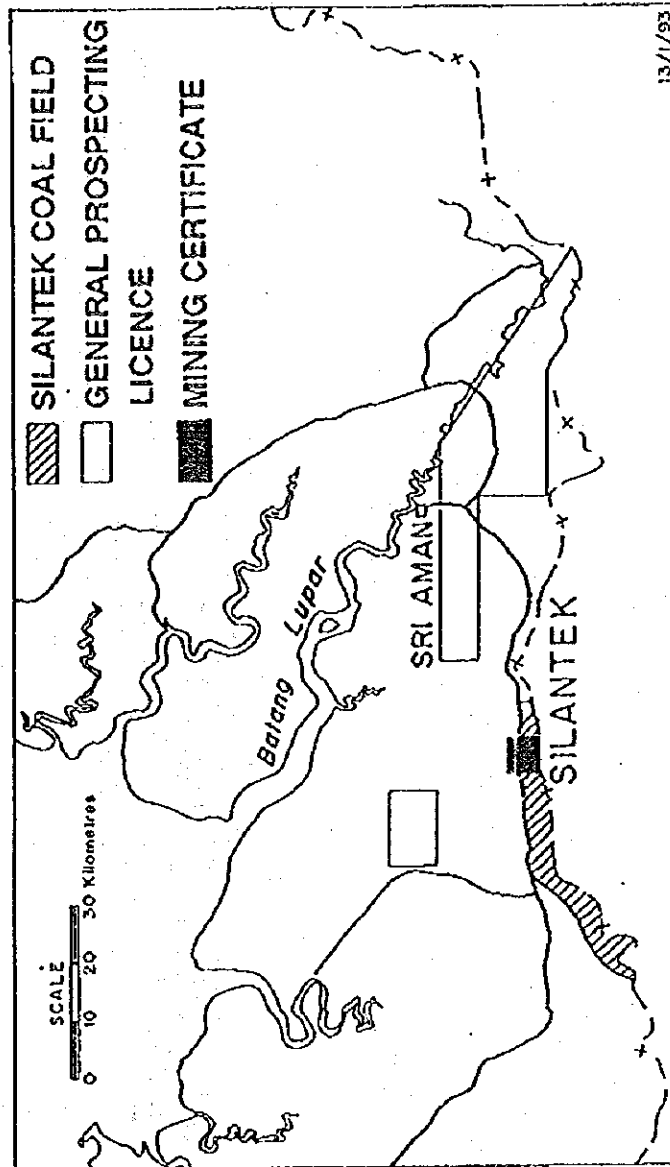 SCALE
0 10 20 30 Kilometres
SILANTEK COAL FIELD
GENERAL PROSPECTING
LICENCE
MINING CERTIFICATE
Batang Lupar
SRI AMAN
SILANTEK
13/1/93